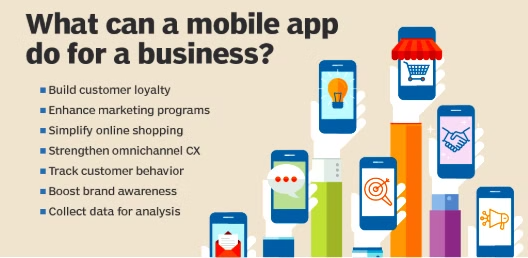 What can a mobile app
do for a business?
Build customer loyalty
Enhance marketing programs
Simplify online shopping
Strengthen omnichannel CX
Track customer behavior
Boost brand awareness
Collect data for analysis